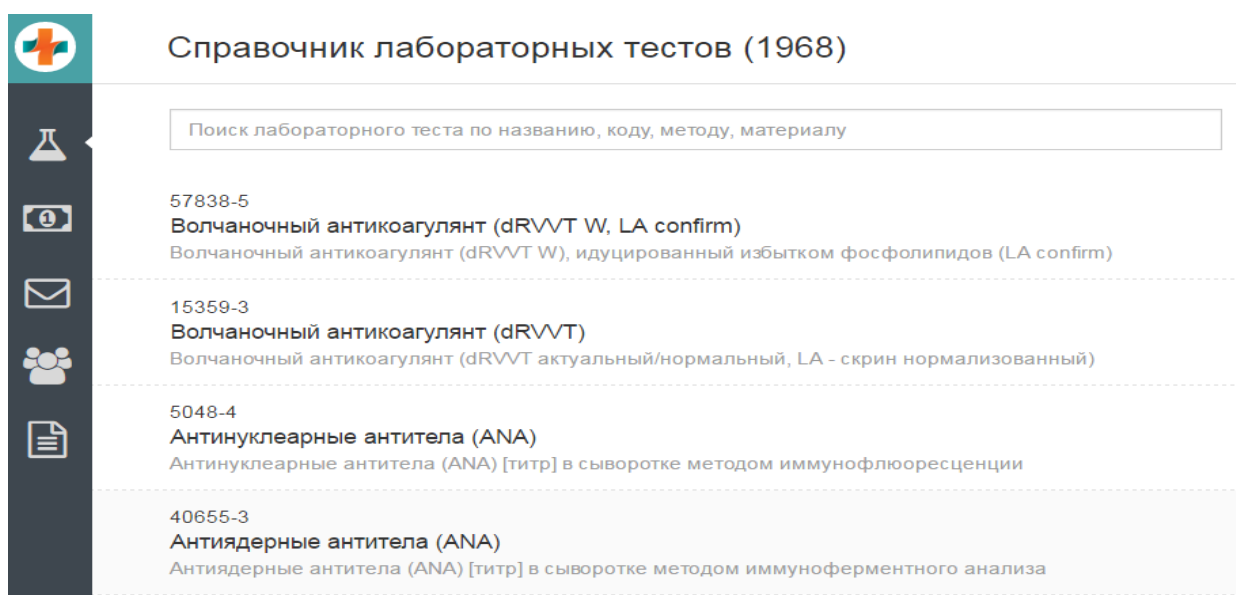 Справочник лабораторных тестов (1968)
Поиск лабораторного теста по названию, коду, методу, материалу
57838-5
Волчаночный антикоагулянт (dRVVT W, LA confirm)
Волчаночный антикоагулянт (dRVVT W), идуцированный избытком фосфолипидов (LA confirm)
15359-3
Волчаночный антикоагулянт (dRVVT)
Волчаночный антикоагулянт (dRVVT актуальный/нормальный, LA - скрин нормализованный)
5048-4
Антинуклеарные антитела (ANA)
Антинуклеарные антитела (ANA) [титр] в сыворотке методом иммунофлюоресценции
40655-3
Антиядерные антитела (ANA)
Антиядерные антитела (ANA) [титр] в сыворотке методом иммуноферментного анализа